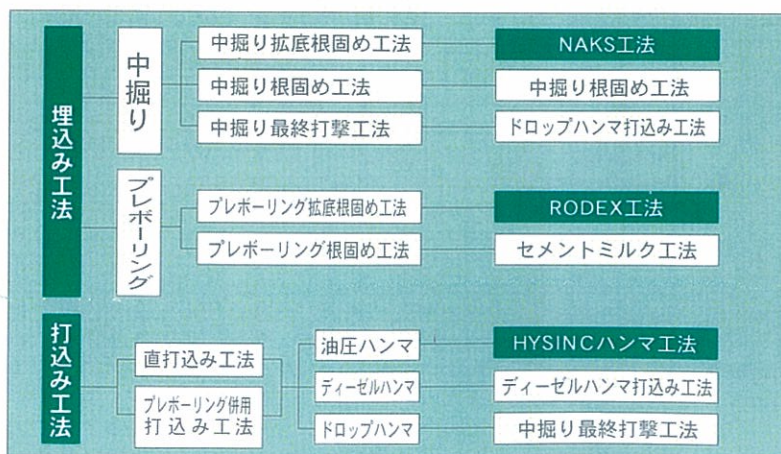 埋込み工法
中掘り
中掘り拡底根固め工法
NAKS工法
中掘り根固め工法
中掘り根固め工法
中掘り最終打撃工法
ドロップハンマ打込み工法
プレボーリング
プレボーリング拡底根固め工法
RODEX工法
プレボーリング根固め工法
セメントミルク工法
打込み工法
直打込み工法
プレボーリング併用
打込み工法
油圧ハンマ
HYSINCハンマ工法
ディーゼルハンマ
ディーゼルハンマ打込み工法
ドロップハンマ
中掘り最終打撃工法